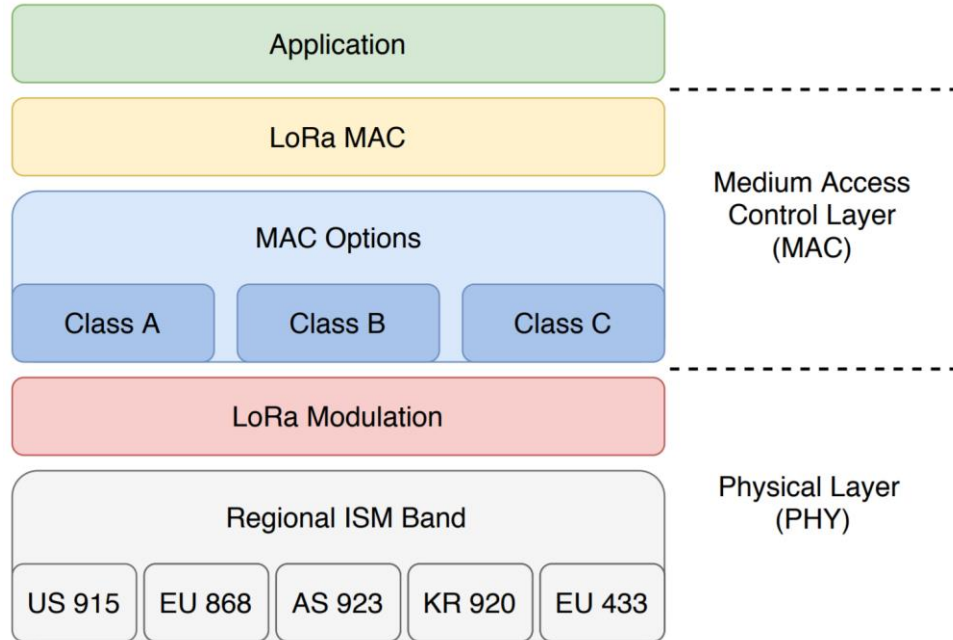 Application
LoRa MAC
Medium Access
Control Layer
(MAC)
MAC Options
Class A
Class B
Class C
LoRa Modulation
Physical Layer
(PHY)
Regional ISM Band
US 915
EU 868
AS 923
KR 920
EU 433